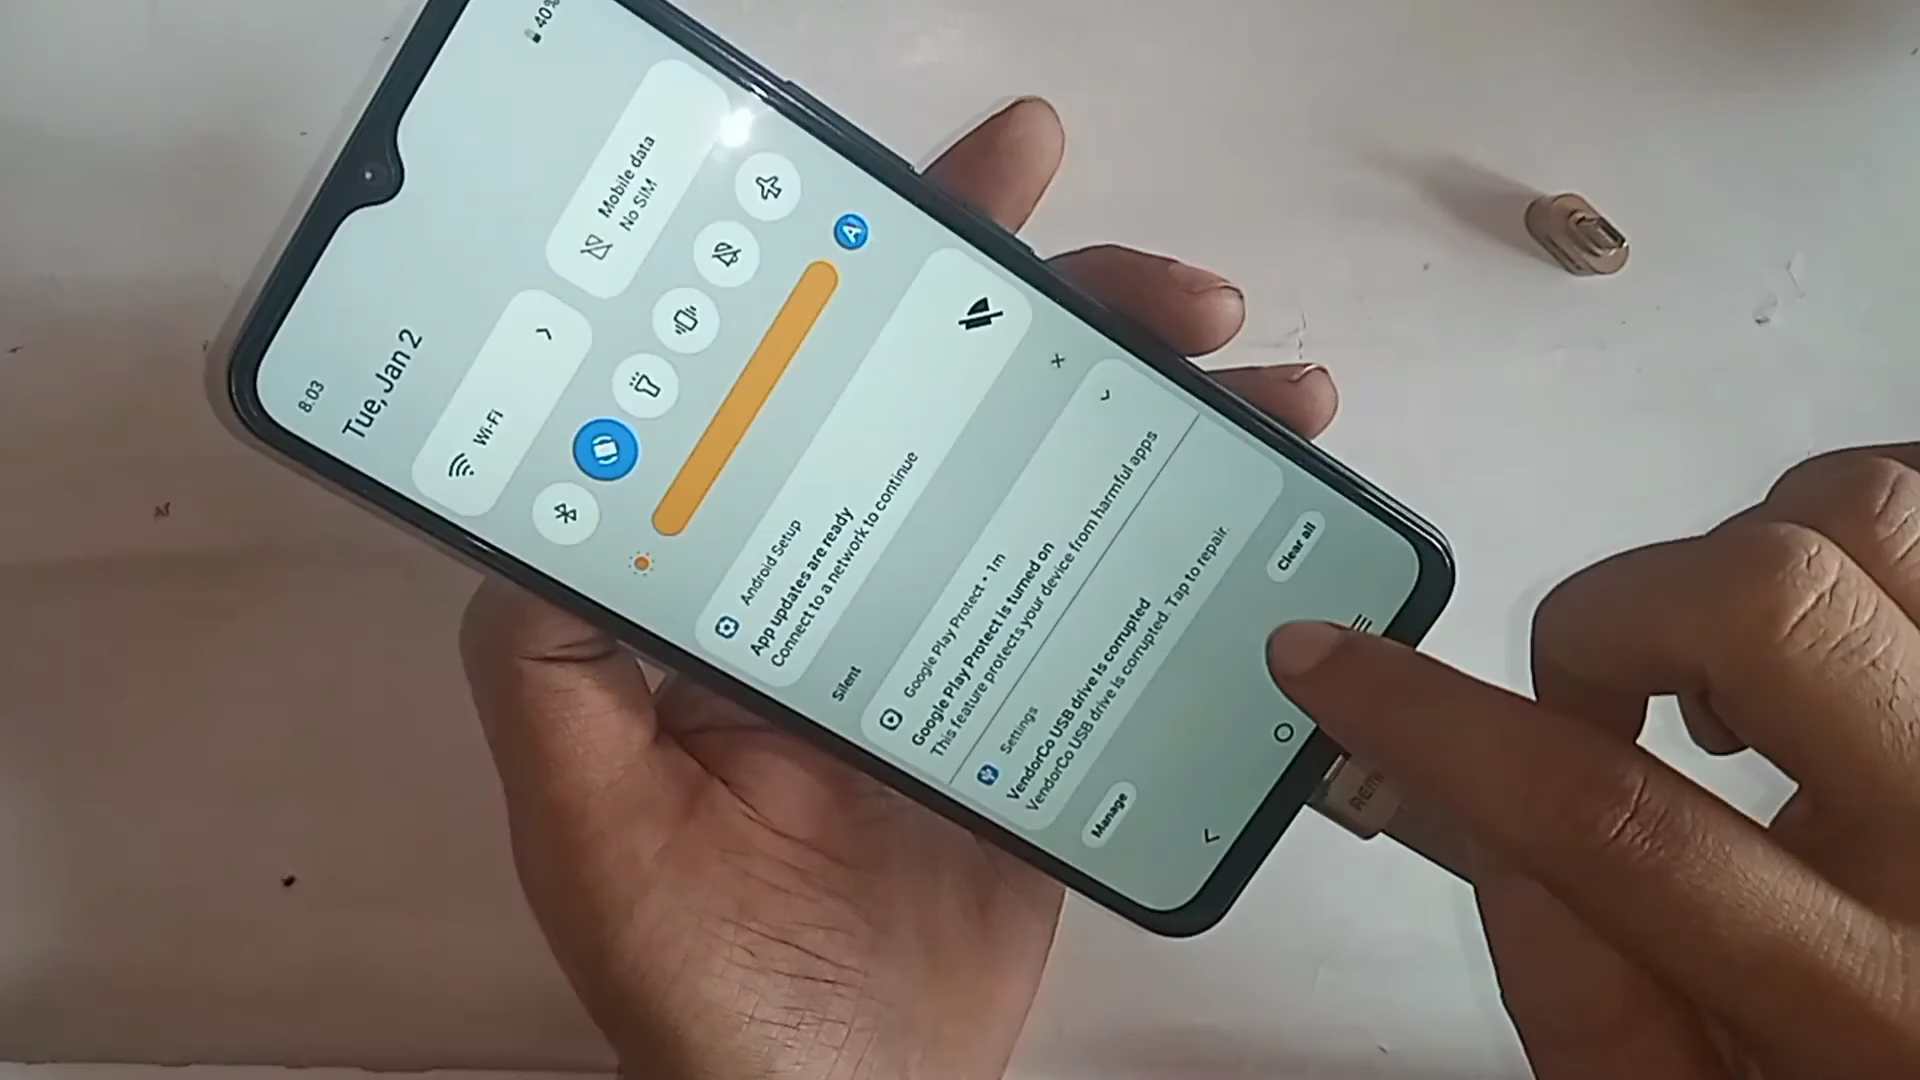 8:03
40%
Tue, Jan 2
Wi-Fi
Mobile data
No SIM
A
Android Setup
App updates are ready
Connect to a network to continue
Silent
Google Play Protect • 1m
Google Play Protect is turned on
This feature protects your device from harmful apps
Settings
VendorCo USB drive is corrupted
VendorCo USB drive is corrupted. Tap to repair.
Manage
Clear all